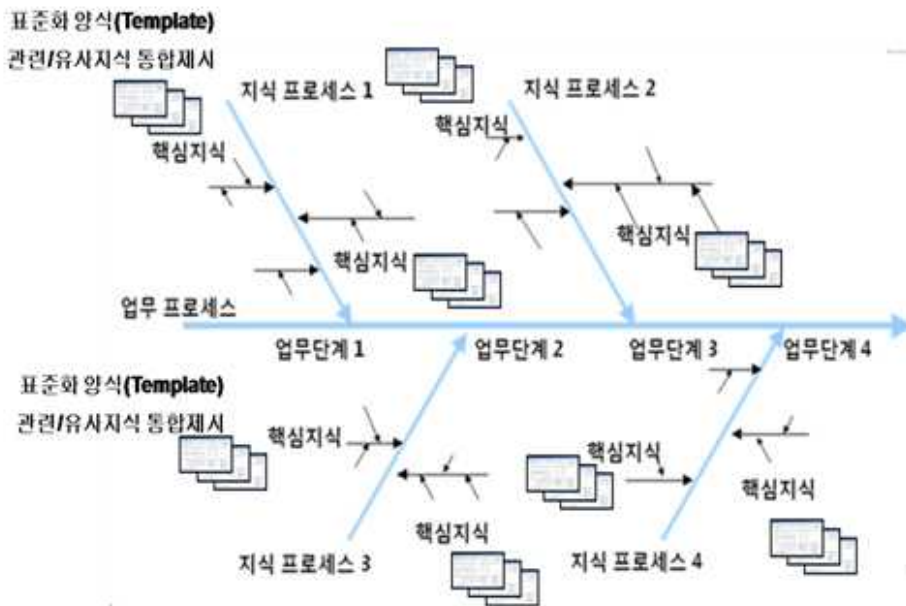 표준화 양식(Template)
관련/유사지식 통합제시
지식 프로세스 1
지식 프로세스 2
핵심지식
핵심지식
핵심지식
핵심지식
업무 프로세스
업무단계 1
업무단계 2
업무단계 3
업무단계 4
표준화 양식(Template)
관련/유사지식 통합제시
핵심지식
핵심지식
핵심지식
핵심지식
지식 프로세스 3
지식 프로세스 4